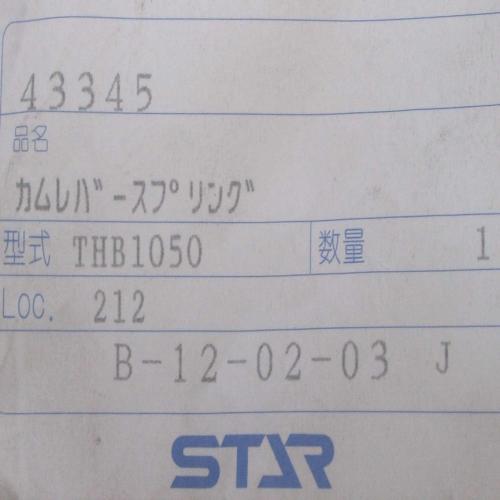 43345
品名
カムレバースプリング
型式 THB1050 数量 1
Loc. 212
B-12-02-03 J
STAR